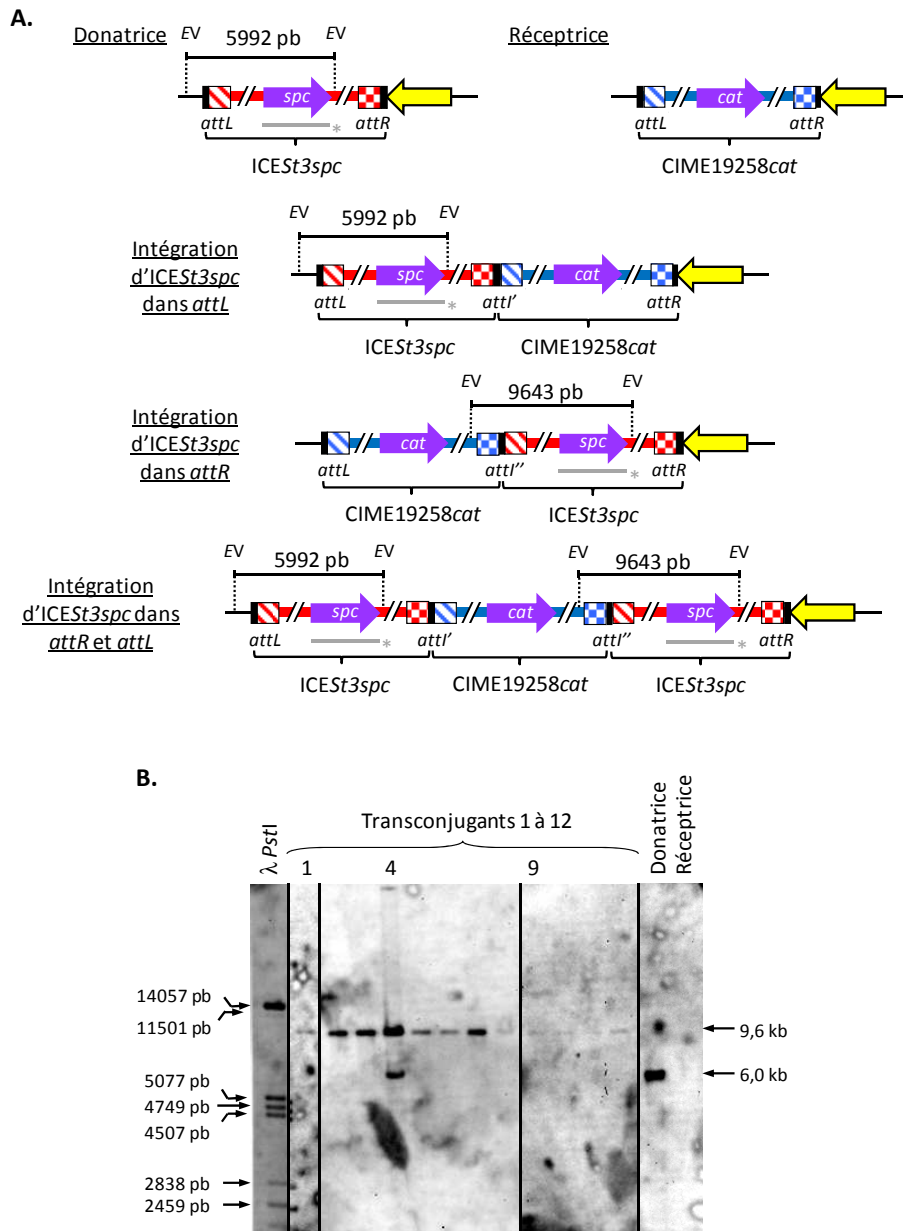 A.
Donatrice
EV 5992 pb EV
spc
*
attL attR
ICESt3spc
Réceptrice
cat
attL attR
CIME19258cat
Intégration
d'ICESt3spc
dans attL
EV 5992 pb EV
spc cat
*
attL attI' attR
ICESt3spc
CIME19258cat
Intégration
d'ICESt3spc
dans attR
EV 9643 pb EV
cat spc
*
attL attI'' attR
CIME19258cat
ICESt3spc
Intégration
d'ICESt3spc dans
attR et attL
EV 5992 pb EV
EV 9643 pb EV
spc cat spc
* *
attL attI' attI'' attR
ICESt3spc CIME19258cat ICESt3spc
B.
λ PstI
Transconjugants 1 à 12
1 4 9
Donatrice
Réceptrice
14057 pb
11501 pb
5077 pb
4749 pb
4507 pb
2838 pb
2459 pb
9,6 kb
6,0 kb